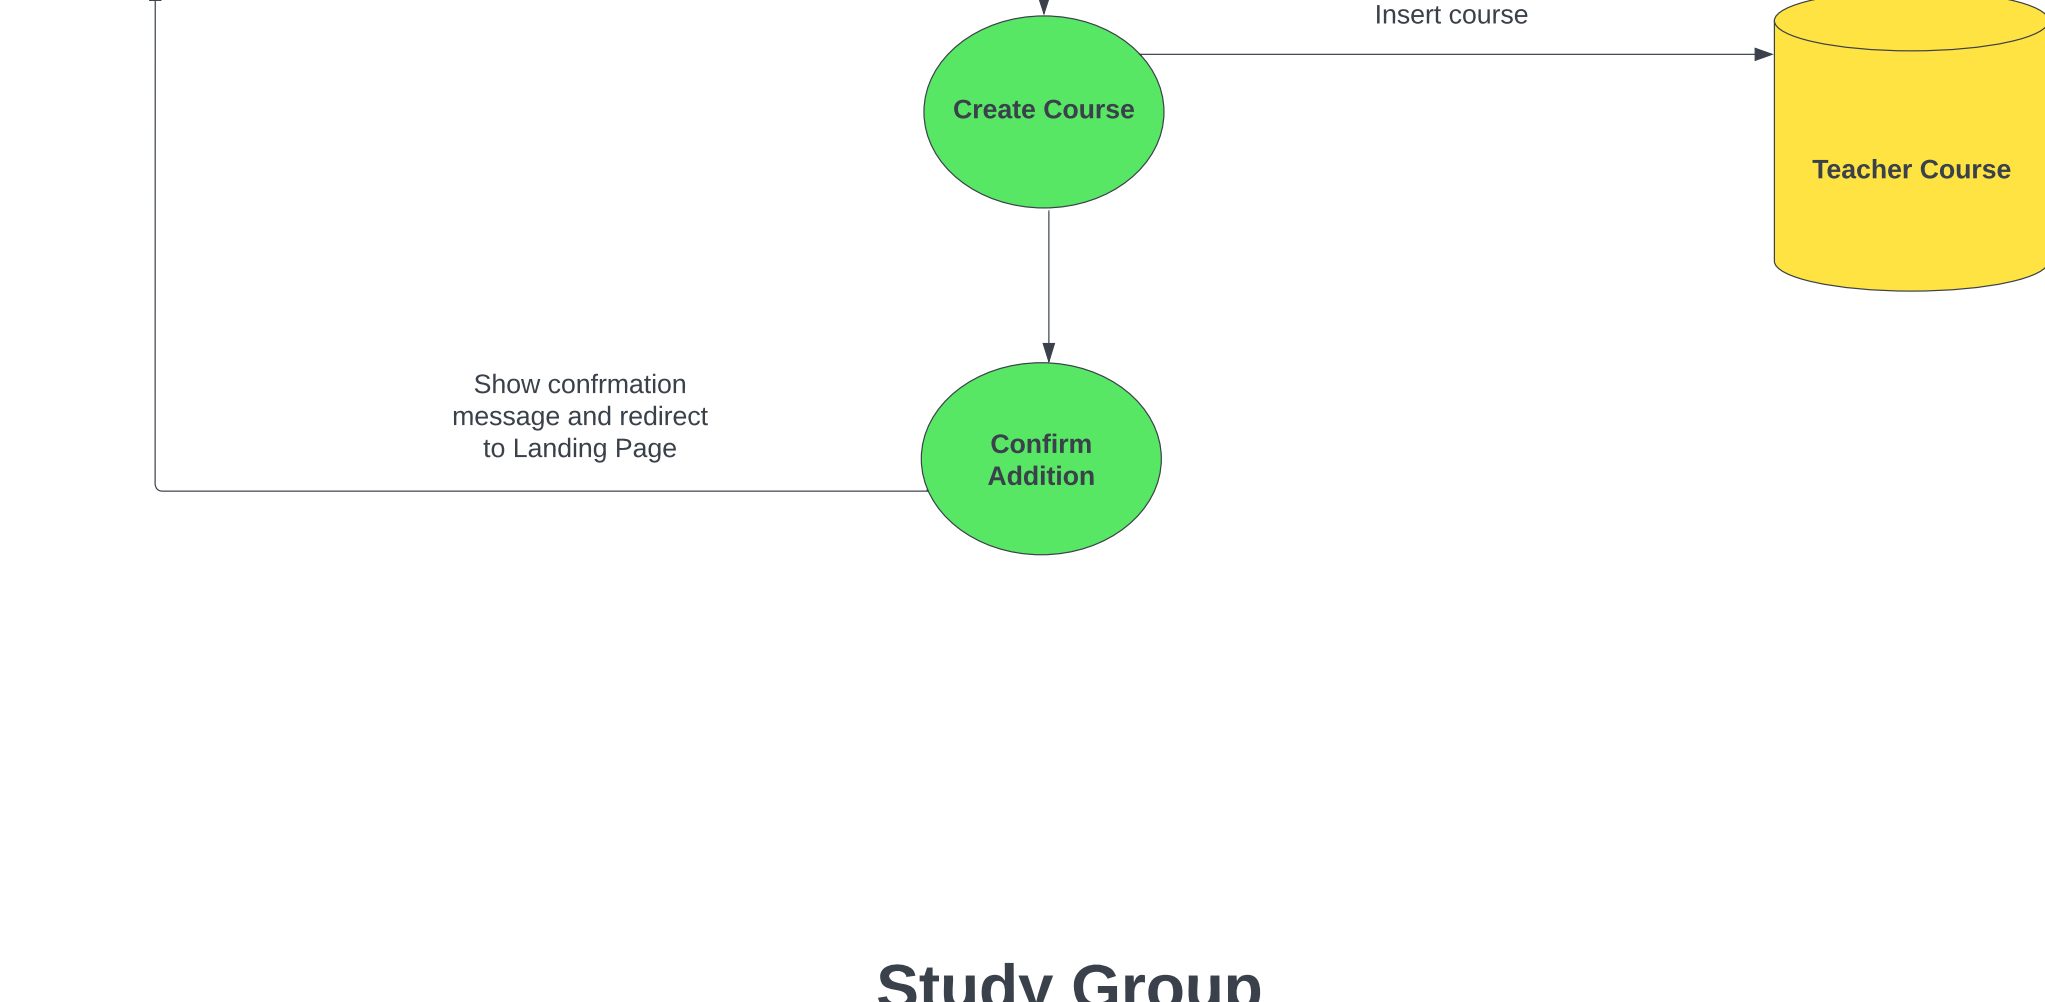 Insert course
Create Course
Teacher Course
Show confrmation
message and redirect
to Landing Page
Confirm
Addition
Study Group